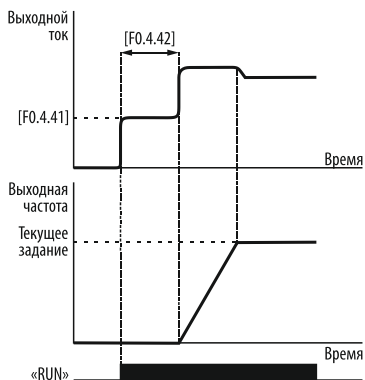 Выходной
ток
[F0.4.42]
[F0.4.41]
Время
Выходная
частота
Текущее
задание
Время
«RUN»